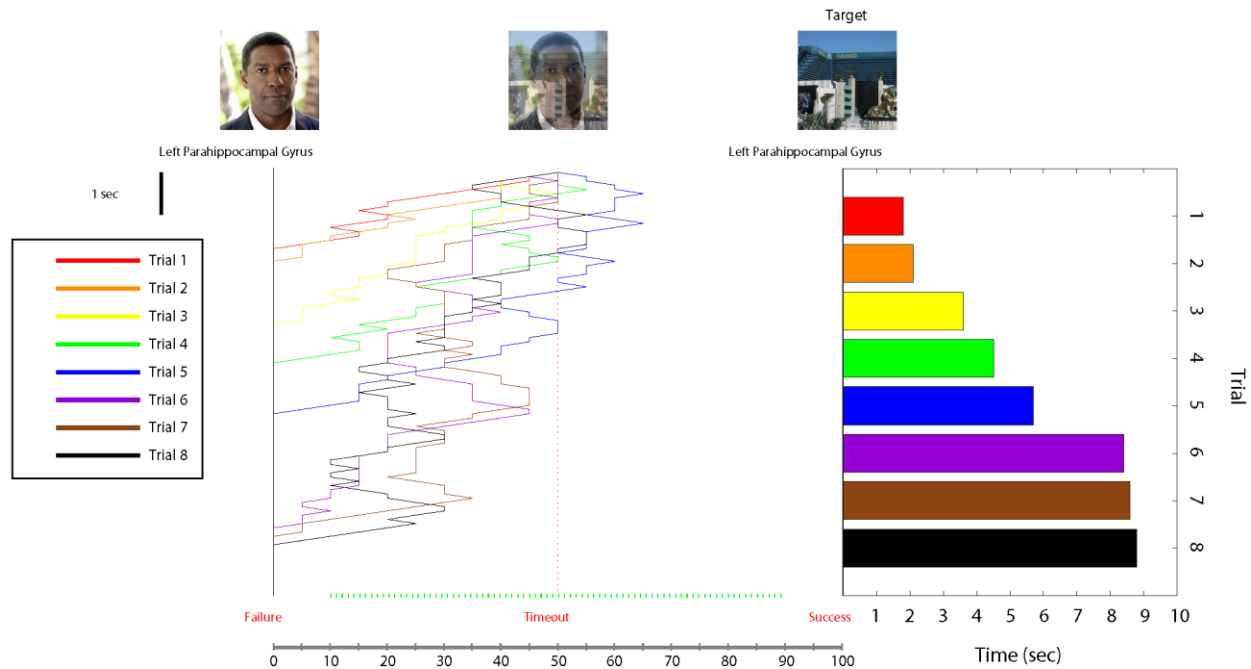 Target
GRAND
Left Parahippocampal Gyrus
Left Parahippocampal Gyrus
1 sec
Trial 1
Trial 2
Trial 3
Trial 4
Trial 5
Trial 6
Trial 7
Trial 8
1
2
3
4
5
6
7
8
Trial
Failure
Timeout
Success
1 2 3 4 5 6 7 8 9 10
Time (sec)
0 10 20 30 40 50 60 70 80 90 100